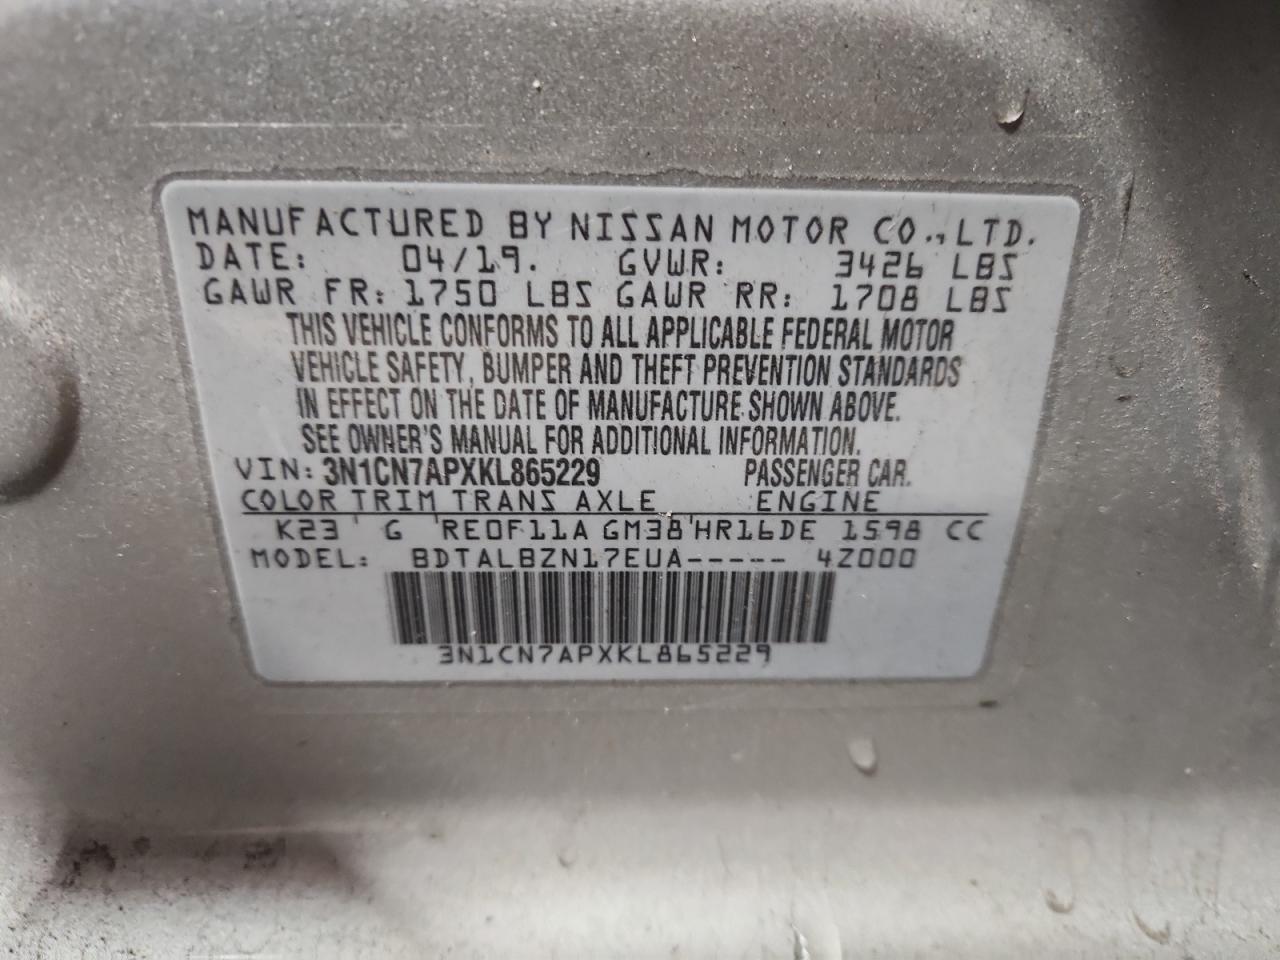 MANUFACTURED BY NISSAN MOTOR CO., LTD.
DATE: 04/19. GVWR: 3426 LBS
GAWR FR: 1750 LBS GAWR RR: 1708 LBS
THIS VEHICLE CONFORMS TO ALL APPLICABLE FEDERAL MOTOR
VEHICLE SAFETY, BUMPER AND THEFT PREVENTION STANDARDS
IN EFFECT ON THE DATE OF MANUFACTURE SHOWN ABOVE.
SEE OWNER'S MANUAL FOR ADDITIONAL INFORMATION.
VIN: 3N1CN7APXKL865229 PASSENGER CAR.
COLOR TRIM TRANS AXLE ENGINE
K23 ' G 'RE0F11A GM38'HR16DE 1598 CC
MODEL: BDTALBZN17EUA----- 4Z000
3N1CN7APXKL865229